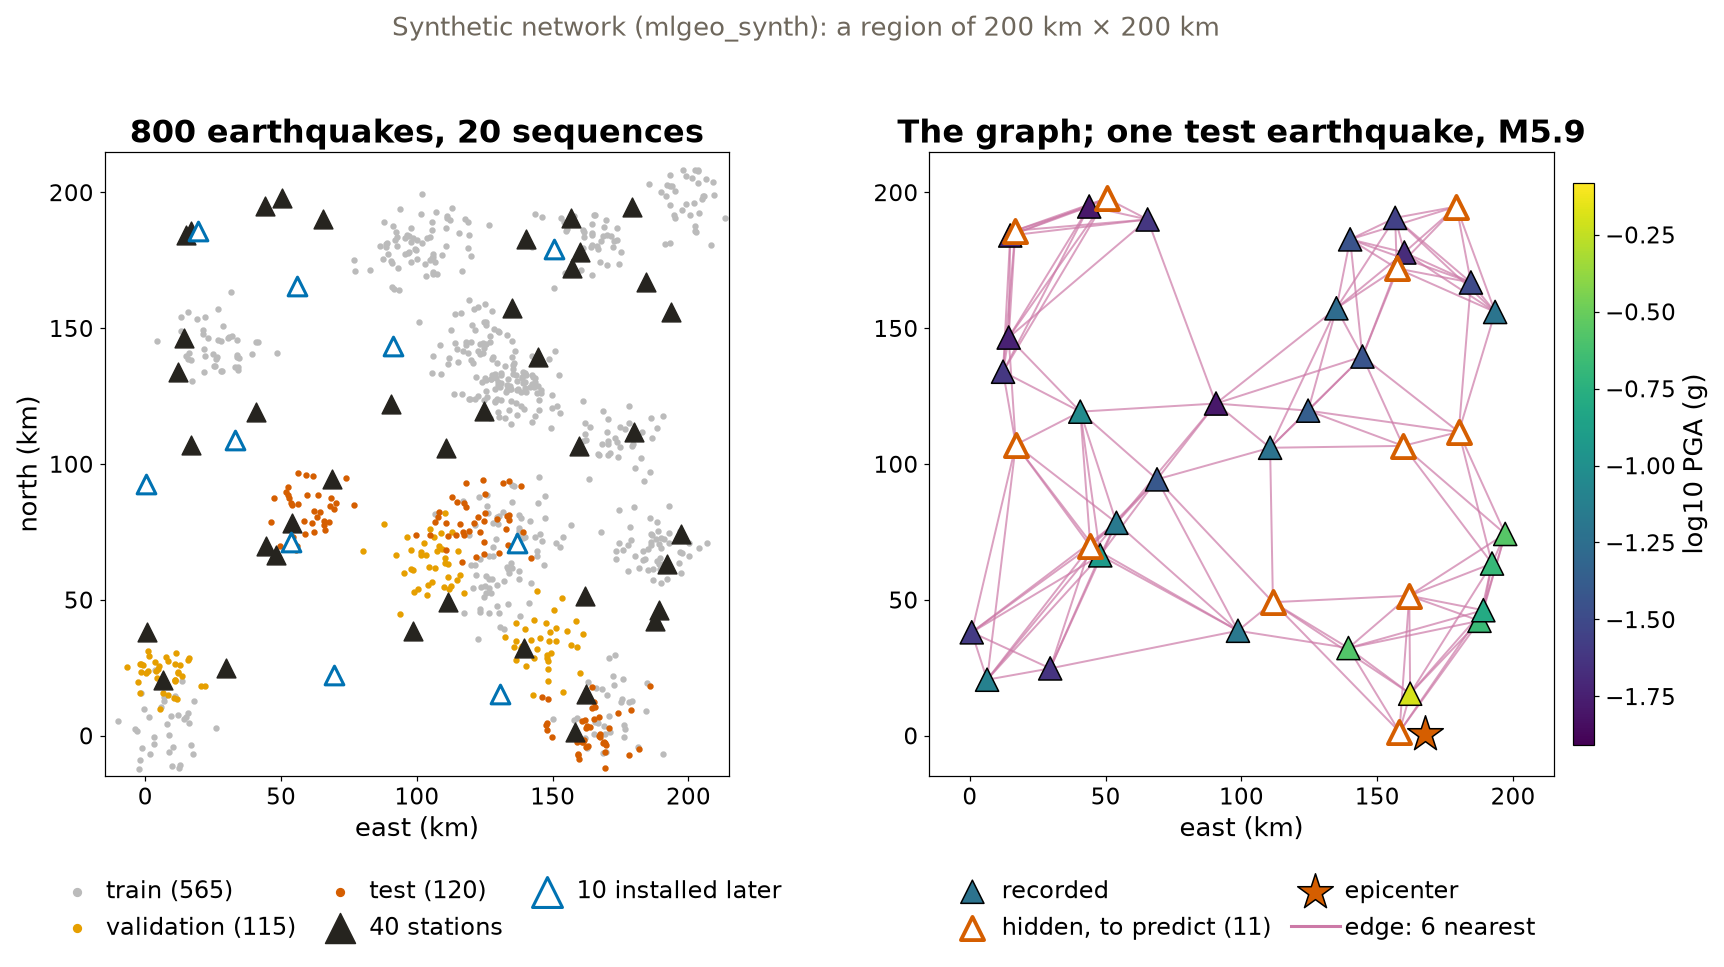 Synthetic network (mlgeo_synth): a region of 200 km × 200 km
800 earthquakes, 20 sequences
north (km)
200
150
100
50
0
0 50 100 150 200
east (km)
train (565)
validation (115)
test (120)
40 stations
10 installed later
The graph; one test earthquake, M5.9
200
150
100
50
0
0 50 100 150 200
east (km)
−0.25
−0.50
−0.75
−1.00
−1.25
−1.50
−1.75
log10 PGA (g)
recorded
hidden, to predict (11)
epicenter
edge: 6 nearest